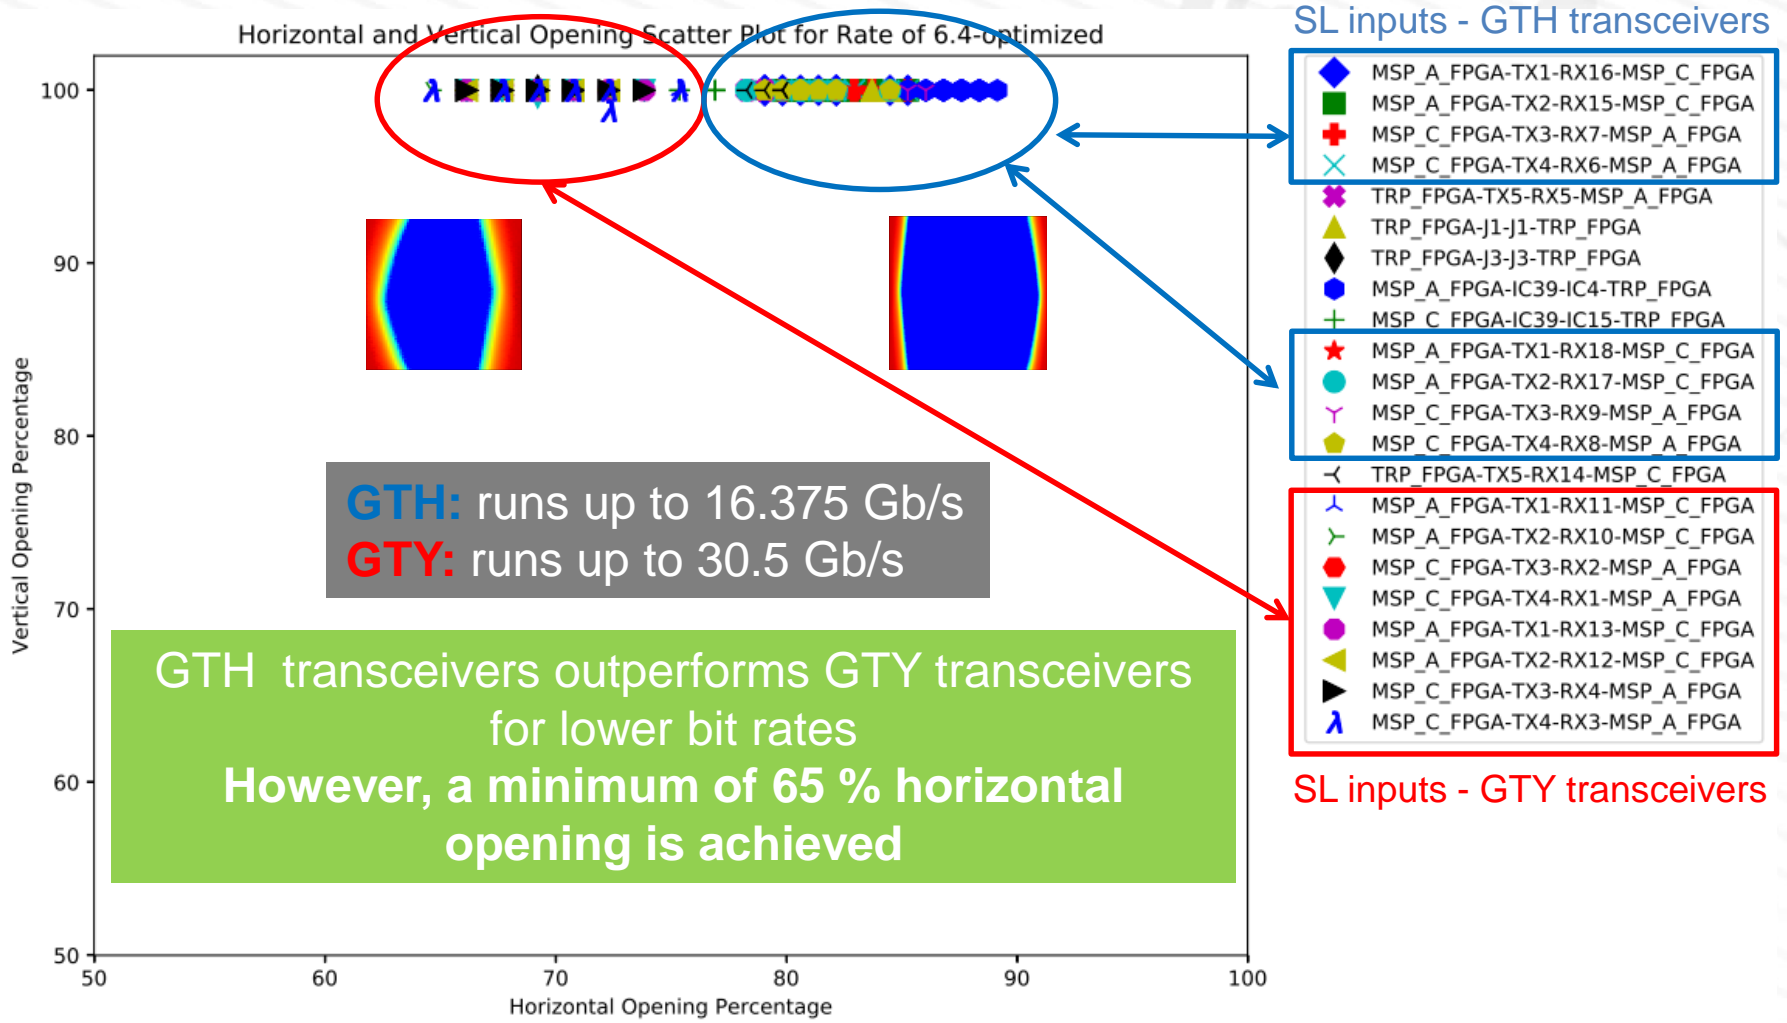 SL inputs - GTH transceivers
Horizontal and Vertical Opening Scatter Plot for Rate of 6.4-optimized
MSP_A_FPGA-TX1-RX16-MSP_C_FPGA
MSP_A_FPGA-TX2-RX15-MSP_C_FPGA
MSP_C_FPGA-TX3-RX7-MSP_A_FPGA
MSP_C_FPGA-TX4-RX6-MSP_A_FPGA
TRP_FPGA-TX5-RX5-MSP_A_FPGA
TRP_FPGA-J1-J1-TRP_FPGA
TRP_FPGA-J3-J3-TRP_FPGA
MSP_A_FPGA-IC39-IC4-TRP_FPGA
MSP_C_FPGA-IC39-IC15-TRP_FPGA
MSP_A_FPGA-TX1-RX18-MSP_C_FPGA
MSP_A_FPGA-TX2-RX17-MSP_C_FPGA
MSP_C_FPGA-TX3-RX9-MSP_A_FPGA
MSP_C_FPGA-TX4-RX8-MSP_A_FPGA
TRP_FPGA-TX5-RX14-MSP_C_FPGA
MSP_A_FPGA-TX1-RX11-MSP_C_FPGA
MSP_A_FPGA-TX2-RX10-MSP_C_FPGA
MSP_C_FPGA-TX3-RX2-MSP_A_FPGA
MSP_C_FPGA-TX4-RX1-MSP_A_FPGA
MSP_A_FPGA-TX1-RX13-MSP_C_FPGA
MSP_A_FPGA-TX2-RX12-MSP_C_FPGA
MSP_C_FPGA-TX3-RX4-MSP_A_FPGA
MSP_C_FPGA-TX4-RX3-MSP_A_FPGA
SL inputs - GTY transceivers
GTH: runs up to 16.375 Gb/s
GTY: runs up to 30.5 Gb/s
GTH transceivers outperforms GTY transceivers
for lower bit rates
However, a minimum of 65 % horizontal
opening is achieved
Vertical Opening Percentage
100
90
80
70
60
50
50 60 70 80 90 100
Horizontal Opening Percentage